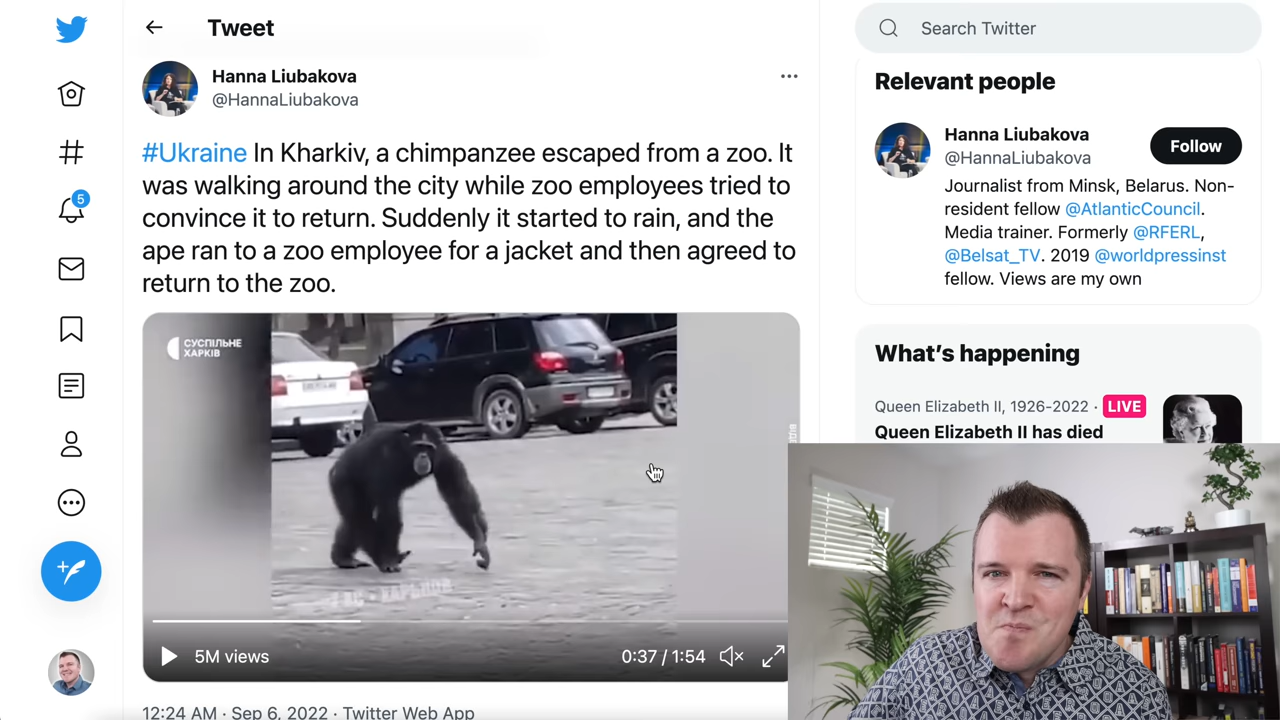 Tweet
Search Twitter
Hanna Liubakova
@HannaLiubakova
#Ukraine In Kharkiv, a chimpanzee escaped from a zoo. It
was walking around the city while zoo employees tried to
convince it to return. Suddenly it started to rain, and the
ape ran to a zoo employee for a jacket and then agreed to
return to the zoo.
СУСПІЛЬНЕ
ХАРКІВ
5M views
0:37 / 1:54
12:24 AM · Sep 6, 2022 · Twitter Web App
5
Relevant people
Hanna Liubakova
@HannaLiubakova
Follow
Journalist from Minsk, Belarus. Non-
resident fellow @AtlanticCouncil.
Media trainer. Formerly @RFERL,
@Belsat_TV. 2019 @worldpressinst
fellow. Views are my own
What's happening
Queen Elizabeth II, 1926-2022 · LIVE
Queen Elizabeth II has died